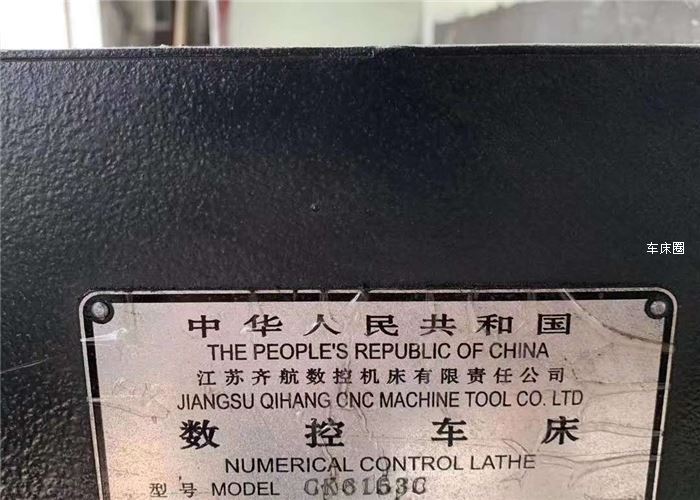 车床圈
中华人民共和国
THE PEOPLE'S REPUBLIC OF CHINA
江苏齐航数控机床有限责任公司
JIANGSU QIHANG CNC MACHINE TOOL CO. LTD
数控车床
NUMERICAL CONTROL LATHE
型号 MODEL CK6163C